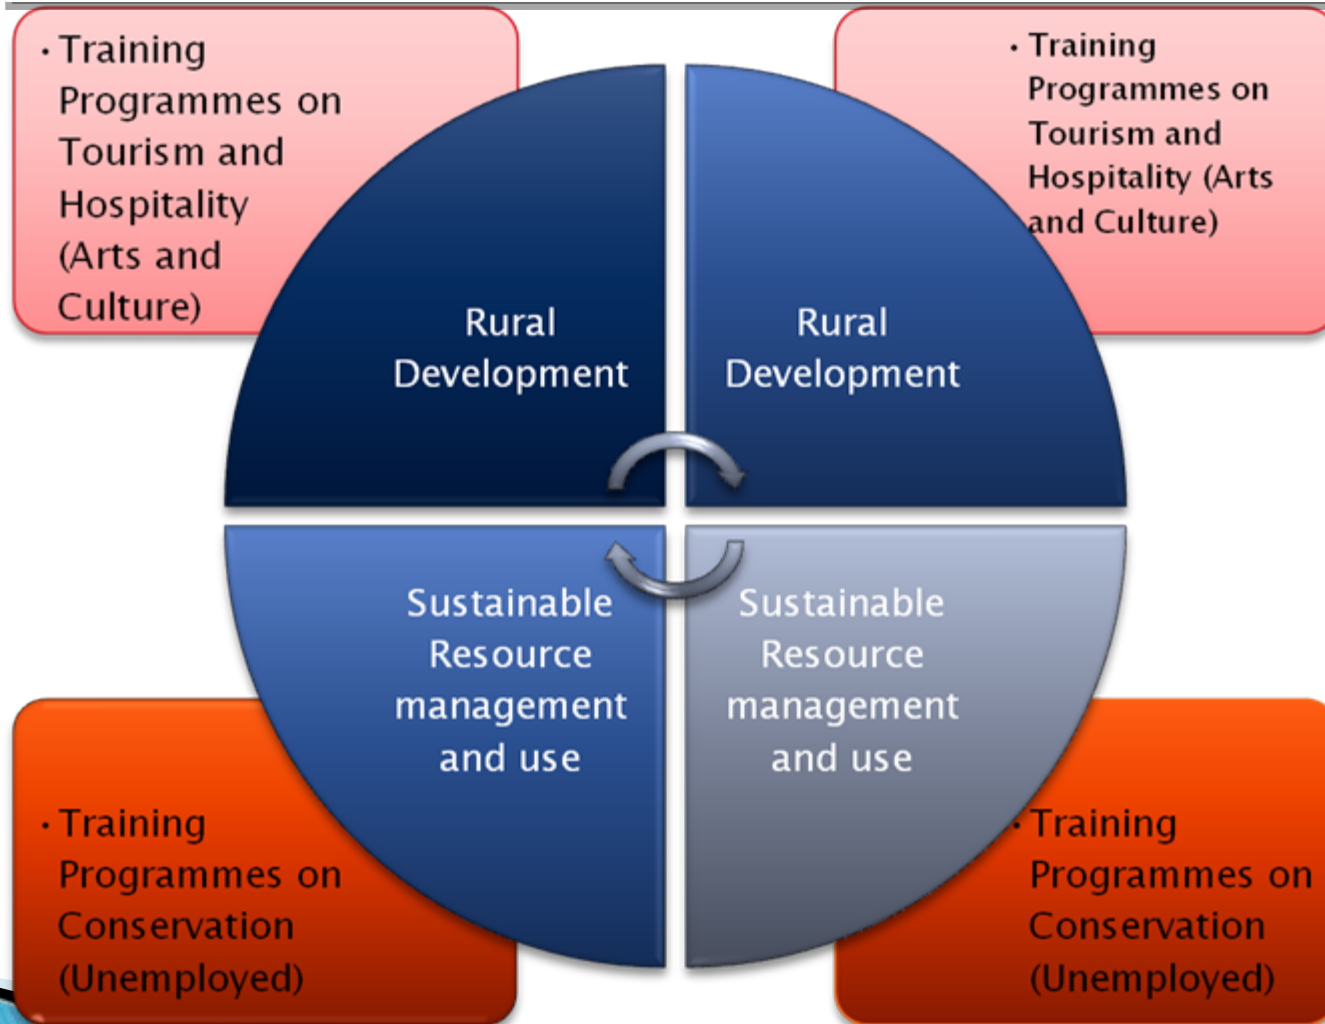 · Training
Programmes on
Tourism and
Hospitality
(Arts and
Culture)
· Training
Programmes on
Tourism and
Hospitality (Arts
and Culture)
Rural
Development
Rural
Development
Sustainable
Resource
management
and use
Sustainable
Resource
management
and use
· Training
Programmes on
Conservation
(Unemployed)
· Training
Programmes on
Conservation
(Unemployed)